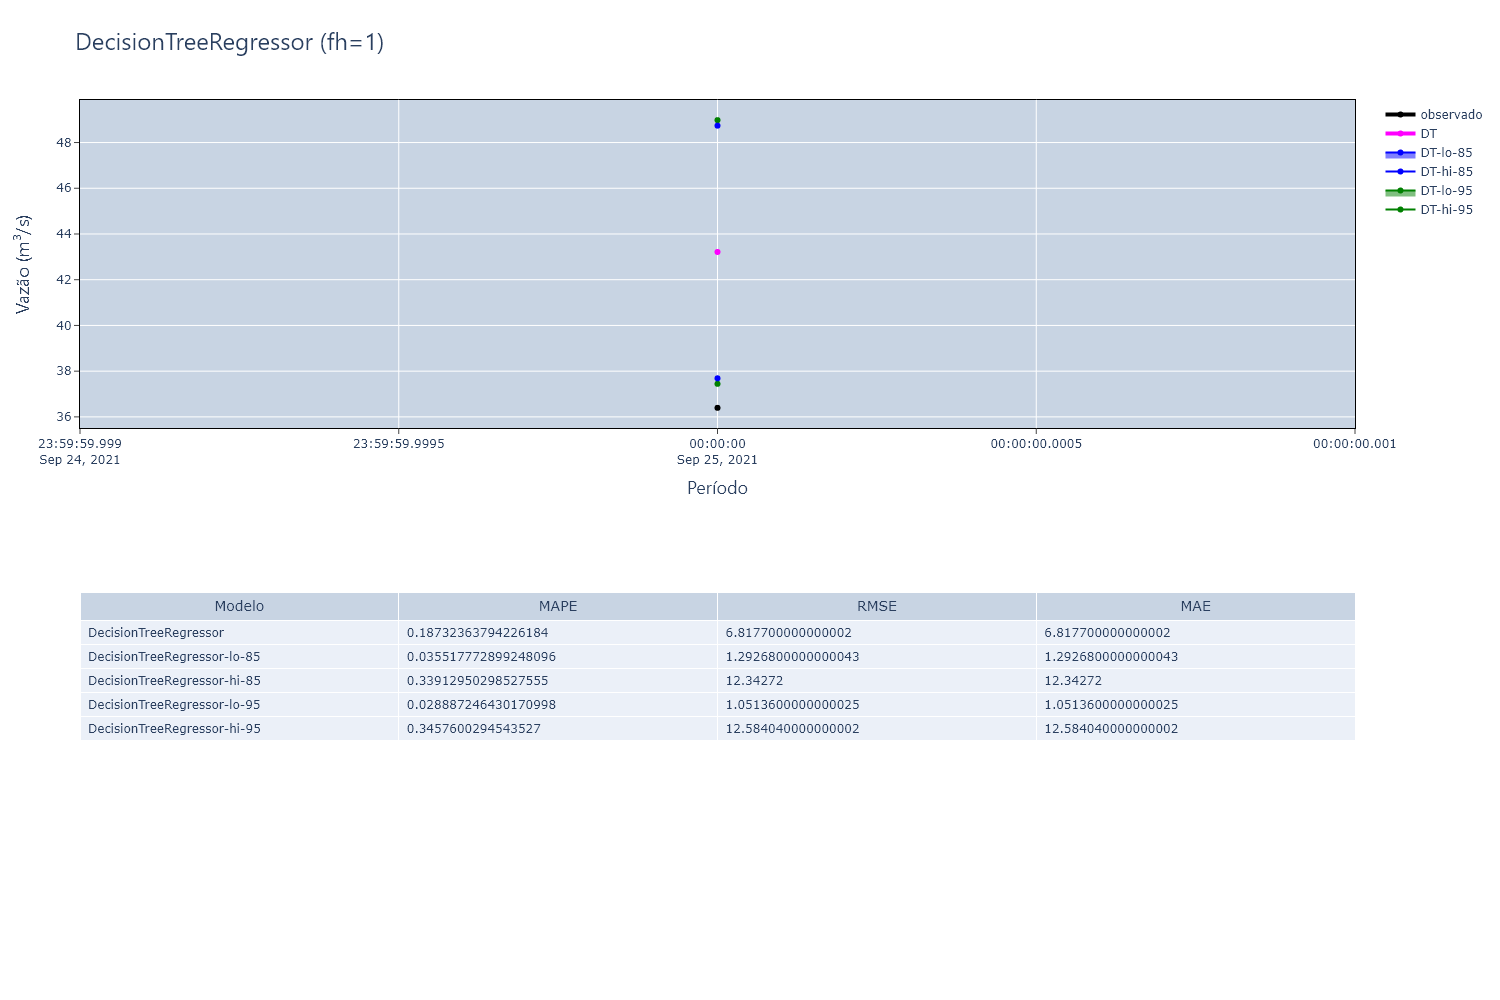 DecisionTreeRegressor (fh=1)
observado
DT
DT-lo-85
DT-hi-85
DT-lo-95
DT-hi-95
Vazão (m³/s)
48
46
44
42
40
38
36
23:59:59.999 23:59:59.9995 00:00:00 00:00:00.0005 00:00:00.001
Sep 24, 2021 Sep 25, 2021
Período
Modelo MAPE RMSE MAE
DecisionTreeRegressor 0.18732363794226184 6.817700000000002 6.817700000000002
DecisionTreeRegressor-lo-85 0.035517772899248096 1.2926800000000043 1.2926800000000043
DecisionTreeRegressor-hi-85 0.33912950298527555 12.34272 12.34272
DecisionTreeRegressor-lo-95 0.028887246430170998 1.0513600000000025 1.0513600000000025
DecisionTreeRegressor-hi-95 0.3457600294543527 12.584040000000002 12.584040000000002